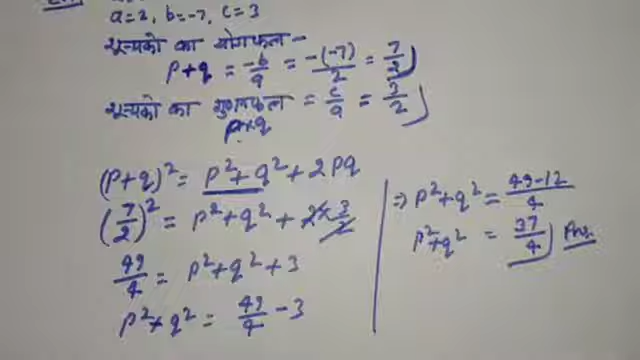 a=2, b=-7, c=3
शून्यको का योगफल -
p+q = -b/a = -(-7)/2 = 7/2
शून्यको का गुणनफल = c/a = 3/2
p×q
(p+q)² = p²+q²+2pq
(7/2)² = p²+q²+2×3/2
49/4 = p²+q²+3
p²+q² = 49/4 - 3
⇒ p²+q² = 49-12/4
p²+q² = 37/4 Ans.